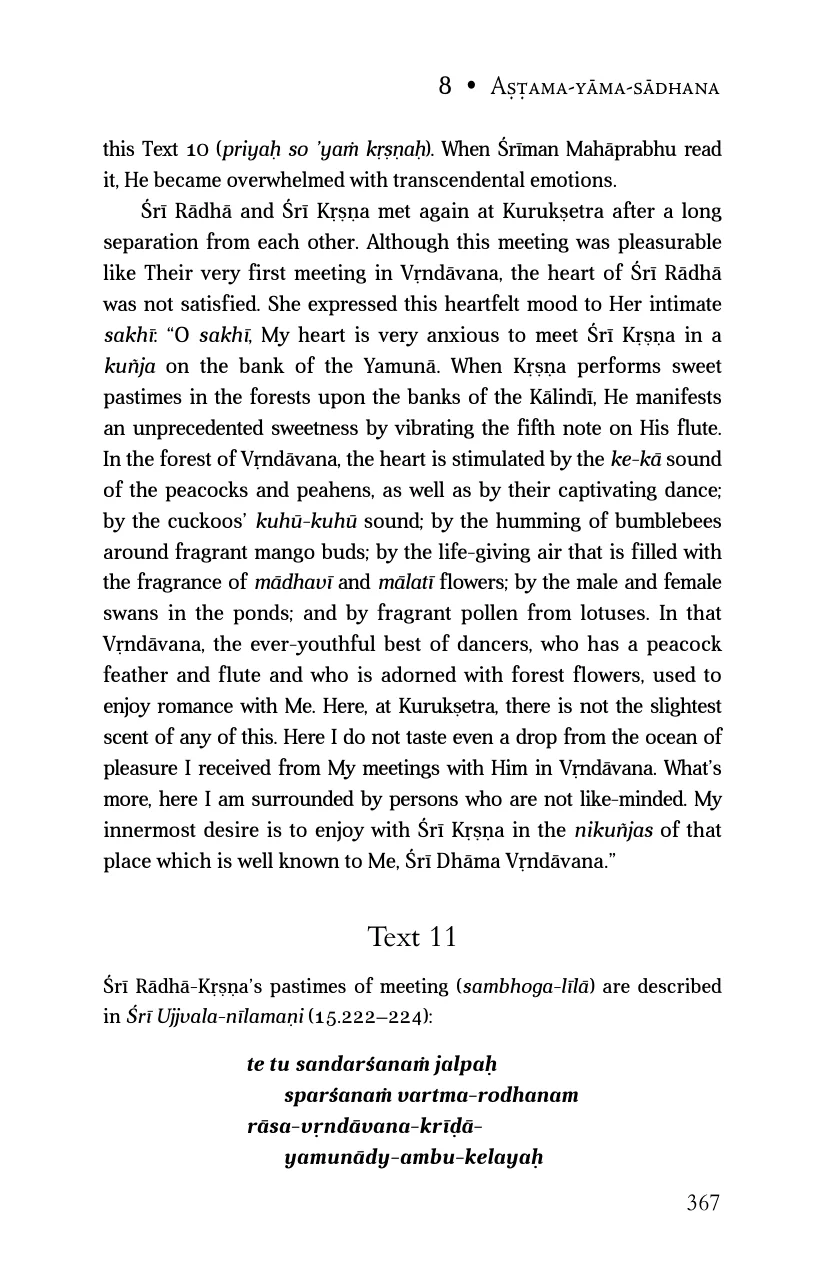 8 • Aṣṭama-yāma-sādhana
this Text 10 (priyaḥ so ’yaṁ kṛṣṇaḥ). When Śrīman Mahāprabhu read
it, He became overwhelmed with transcendental emotions.
Śrī Rādhā and Śrī Kṛṣṇa met again at Kurukṣetra after a long
separation from each other. Although this meeting was pleasurable
like Their very first meeting in Vṛndāvana, the heart of Śrī Rādhā
was not satisfied. She expressed this heartfelt mood to Her intimate
sakhī: “O sakhī, My heart is very anxious to meet Śrī Kṛṣṇa in a
kuñja on the bank of the Yamunā. When Kṛṣṇa performs sweet
pastimes in the forests upon the banks of the Kālindī, He manifests
an unprecedented sweetness by vibrating the fifth note on His flute.
In the forest of Vṛndāvana, the heart is stimulated by the ke-kā sound
of the peacocks and peahens, as well as by their captivating dance;
by the cuckoos’ kuhū-kuhū sound; by the humming of bumblebees
around fragrant mango buds; by the life-giving air that is filled with
the fragrance of mādhavī and mālatī flowers; by the male and female
swans in the ponds; and by fragrant pollen from lotuses. In that
Vṛndāvana, the ever-youthful best of dancers, who has a peacock
feather and flute and who is adorned with forest flowers, used to
enjoy romance with Me. Here, at Kurukṣetra, there is not the slightest
scent of any of this. Here I do not taste even a drop from the ocean of
pleasure I received from My meetings with Him in Vṛndāvana. What’s
more, here I am surrounded by persons who are not like-minded. My
innermost desire is to enjoy with Śrī Kṛṣṇa in the nikuñjas of that
place which is well known to Me, Śrī Dhāma Vṛndāvana.”
Text 11
Śrī Rādhā-Kṛṣṇa’s pastimes of meeting (sambhoga-līlā) are described
in Śrī Ujjvala-nīlamaṇi (15.222–224):
te tu sandarśanaṁ jalpaḥ
sparśanaṁ vartma-rodhanam
rāsa-vṛndāvana-krīḍā-
yamunādy-ambu-kelayaḥ
367